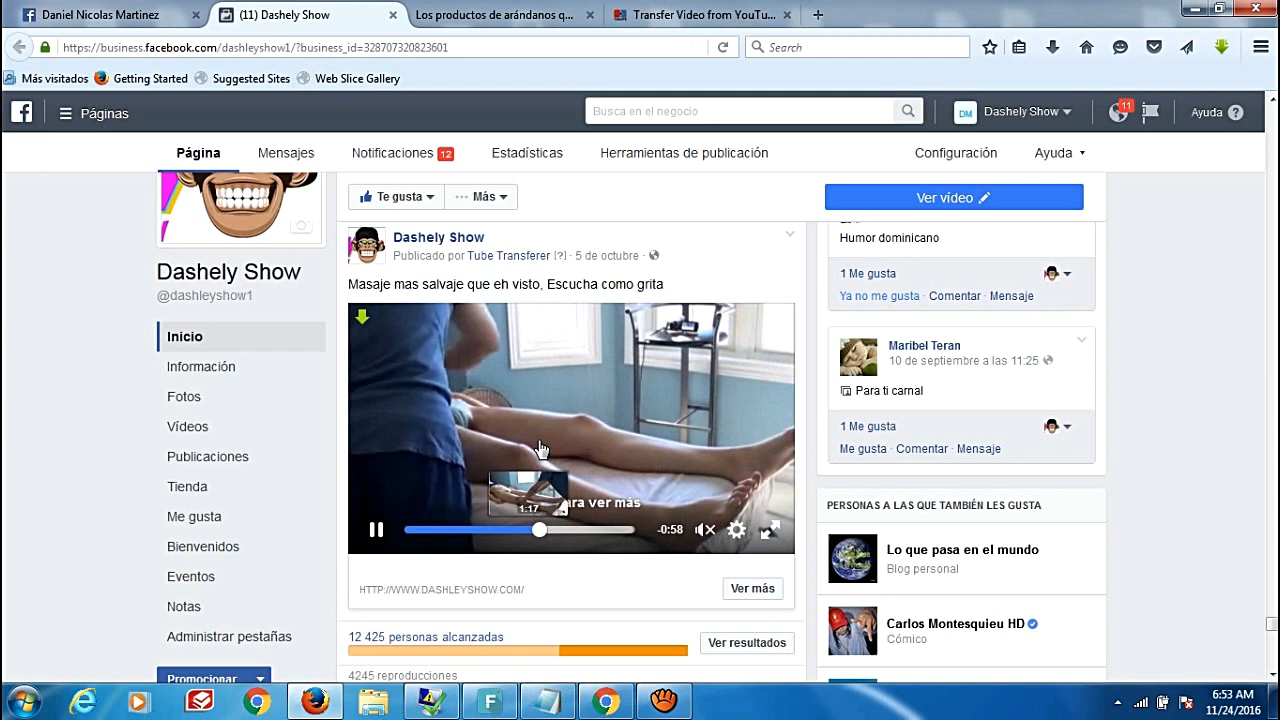 Daniel Nicolas Martinez
(11) Dashely Show
Los productos de arándanos q...
Transfer Video from YouTu...
https://business.facebook.com/dashleyshow1/?business_id=328707320823601
Search
Más visitados
Getting Started
Suggested Sites
Web Slice Gallery
Páginas
Busca en el negocio
DM
Dashely Show
11
Ayuda
Página
Mensajes
Notificaciones 12
Estadísticas
Herramientas de publicación
Configuración
Ayuda
Te gusta
Más
Ver vídeo
Dashely Show
@dashleyshow1
Inicio
Información
Fotos
Vídeos
Publicaciones
Tienda
Me gusta
Bienvenidos
Eventos
Notas
Administrar pestañas
Promocionar
Dashely Show
Publicado por Tube Transferer [?] · 5 de octubre ·
Masaje mas salvaje que eh visto, Escucha como grita
ara ver más
1:17
-0:58
HTTP://WWW.DASHLEYSHOW.COM/
Ver más
12 425 personas alcanzadas
Ver resultados
4245 reproducciones
Humor dominicano
1 Me gusta
Ya no me gusta · Comentar · Mensaje
Maribel Teran
10 de septiembre a las 11:25
Para ti carnal
1 Me gusta
Me gusta · Comentar · Mensaje
PERSONAS A LAS QUE TAMBIÉN LES GUSTA
Lo que pasa en el mundo
Blog personal
Carlos Montesquieu HD
Cómico
6:53 AM
11/24/2016